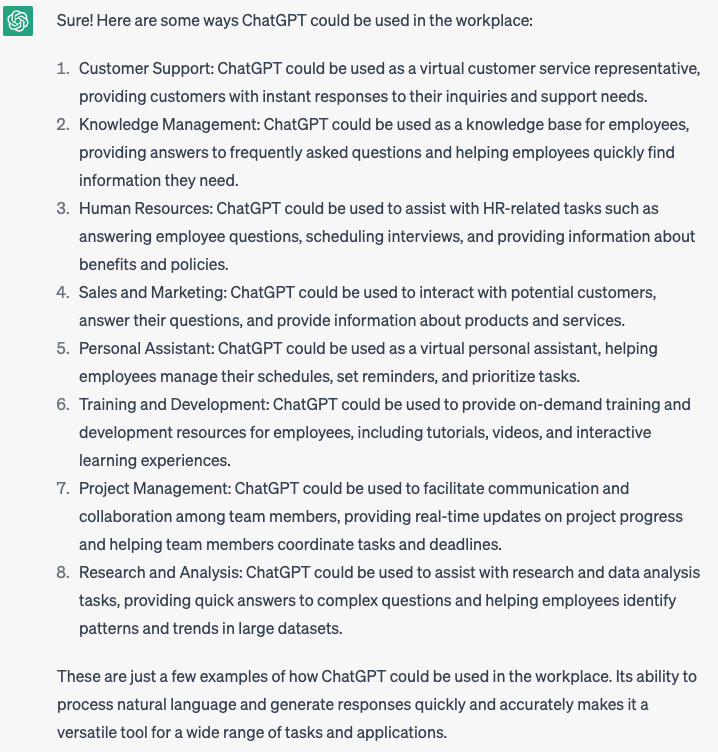 Sure! Here are some ways ChatGPT could be used in the workplace:
1. Customer Support: ChatGPT could be used as a virtual customer service representative,
providing customers with instant responses to their inquiries and support needs.
2. Knowledge Management: ChatGPT could be used as a knowledge base for employees,
providing answers to frequently asked questions and helping employees quickly find
information they need.
3. Human Resources: ChatGPT could be used to assist with HR-related tasks such as
answering employee questions, scheduling interviews, and providing information about
benefits and policies.
4. Sales and Marketing: ChatGPT could be used to interact with potential customers,
answer their questions, and provide information about products and services.
5. Personal Assistant: ChatGPT could be used as a virtual personal assistant, helping
employees manage their schedules, set reminders, and prioritize tasks.
6. Training and Development: ChatGPT could be used to provide on-demand training and
development resources for employees, including tutorials, videos, and interactive
learning experiences.
7. Project Management: ChatGPT could be used to facilitate communication and
collaboration among team members, providing real-time updates on project progress
and helping team members coordinate tasks and deadlines.
8. Research and Analysis: ChatGPT could be used to assist with research and data analysis
tasks, providing quick answers to complex questions and helping employees identify
patterns and trends in large datasets.
These are just a few examples of how ChatGPT could be used in the workplace. Its ability to
process natural language and generate responses quickly and accurately makes it a
versatile tool for a wide range of tasks and applications.